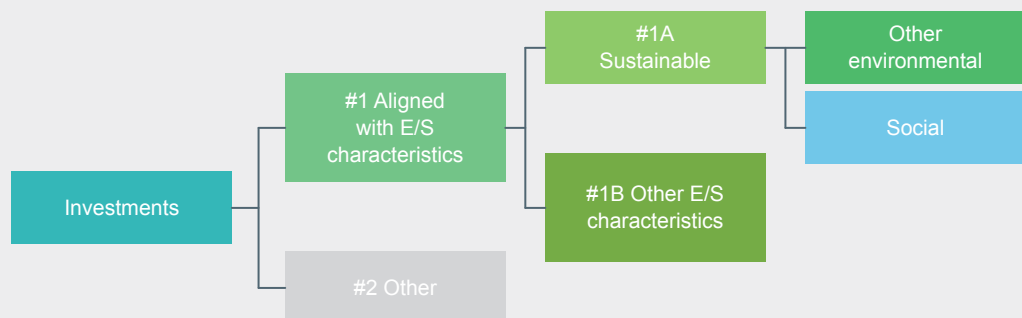 Investments
#1 Aligned
with E/S
characteristics
#2 Other
#1A
Sustainable
#1B Other E/S
characteristics
Other
environmental
Social